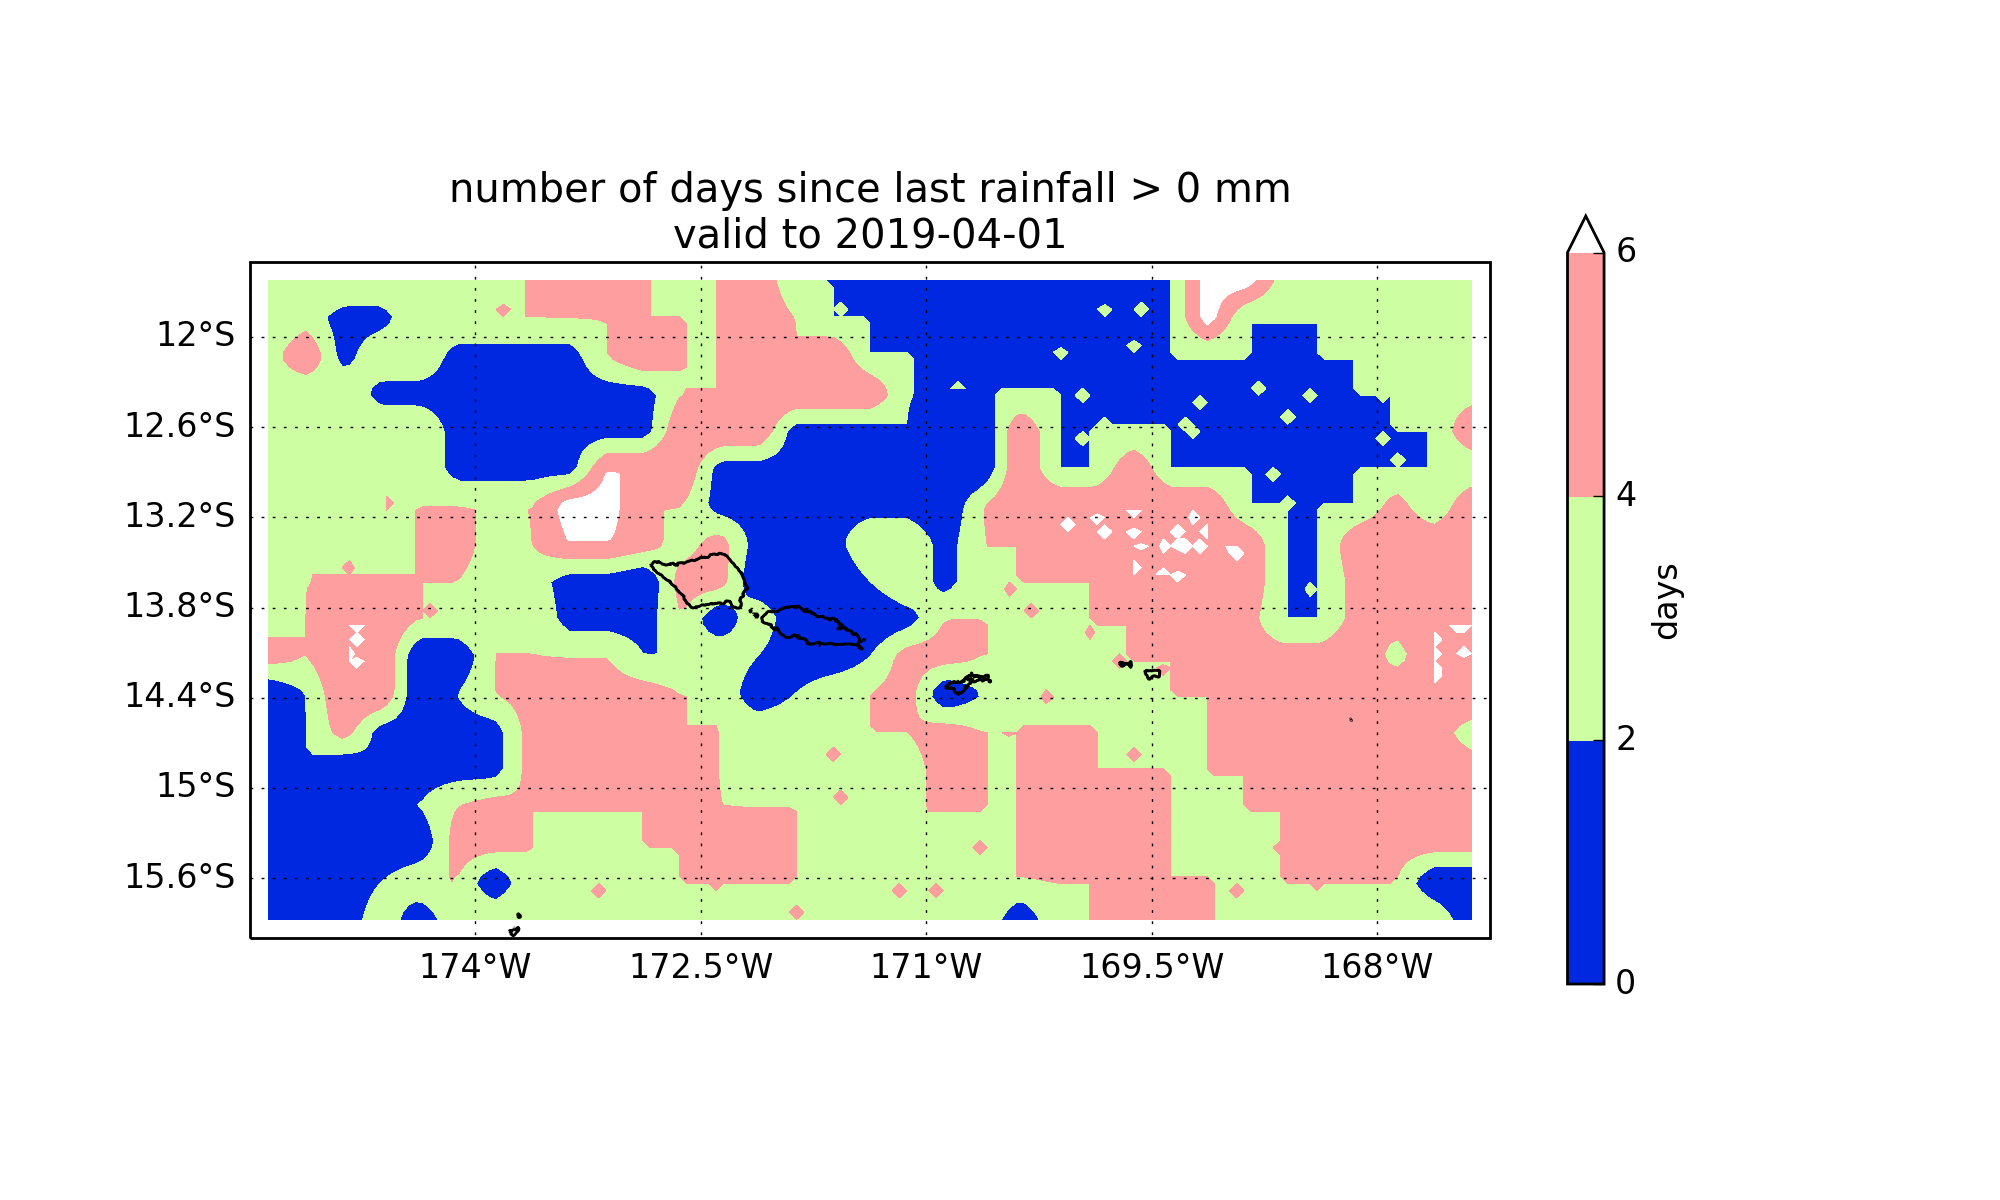 number of days since last rainfall > 0 mm
valid to 2019-04-01
12°S
12.6°S
13.2°S
13.8°S
14.4°S
15°S
15.6°S
174°W 172.5°W 171°W 169.5°W 168°W
6
4
2
0
days